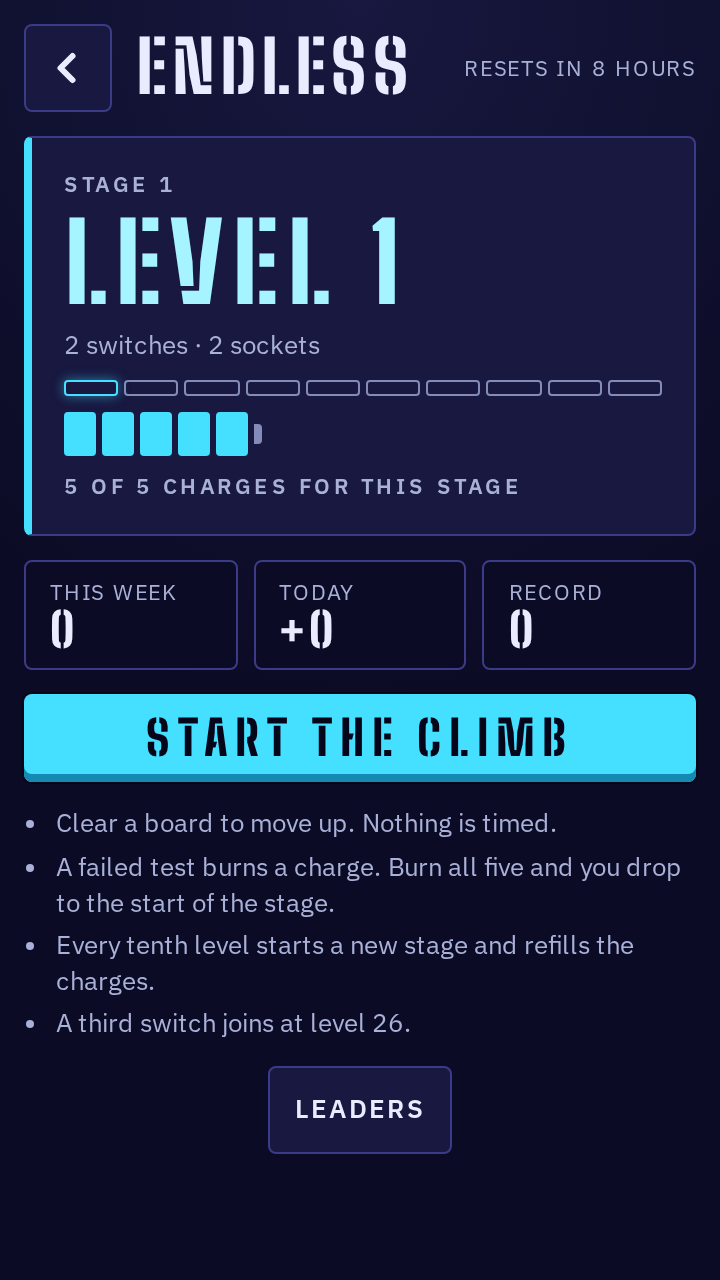 ENDLESS
RESETS IN 8 HOURS
STAGE 1
LEVEL 1
2 switches · 2 sockets
5 OF 5 CHARGES FOR THIS STAGE
THIS WEEK
0
TODAY
+0
RECORD
0
START THE CLIMB
• Clear a board to move up. Nothing is timed.
• A failed test burns a charge. Burn all five and you drop
to the start of the stage.
• Every tenth level starts a new stage and refills the
charges.
• A third switch joins at level 26.
LEADERS